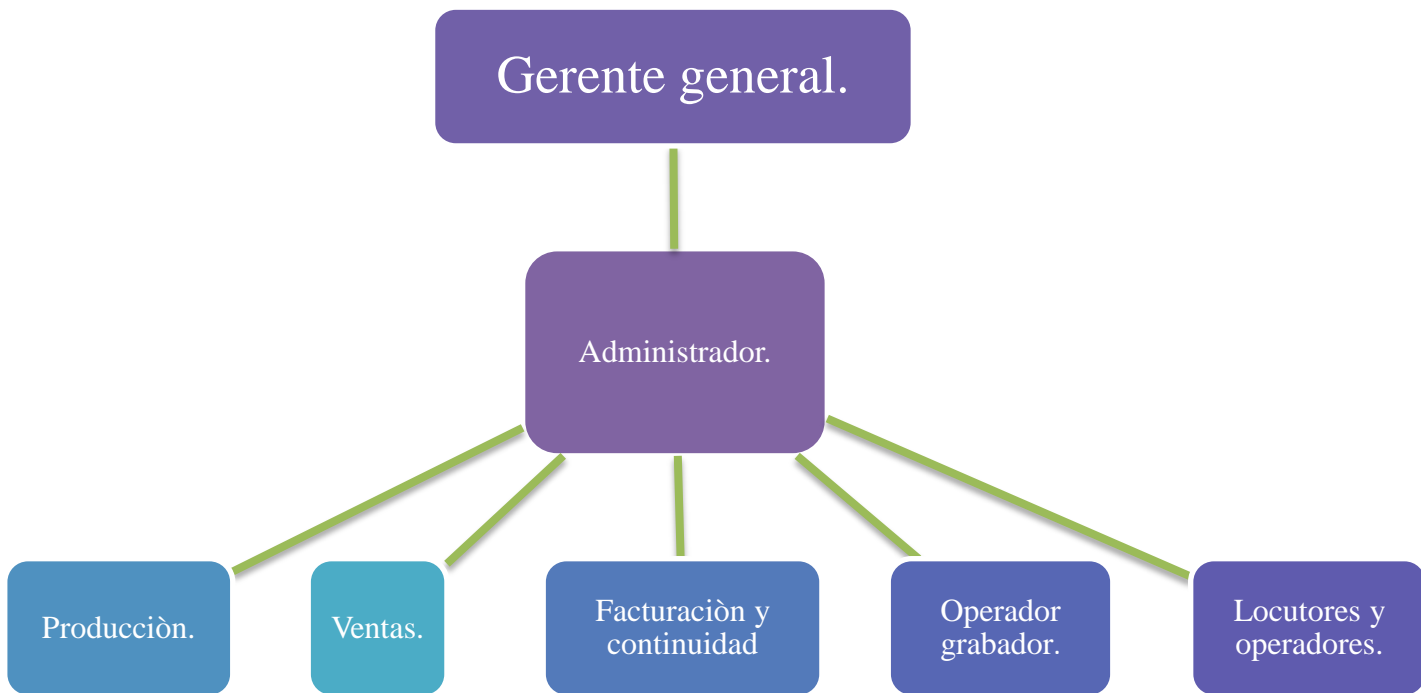 Gerente general.
Administrador.
Producciòn.
Ventas.
Facturaciòn y
continuidad
Operador
grabador.
Locutores y
operadores.